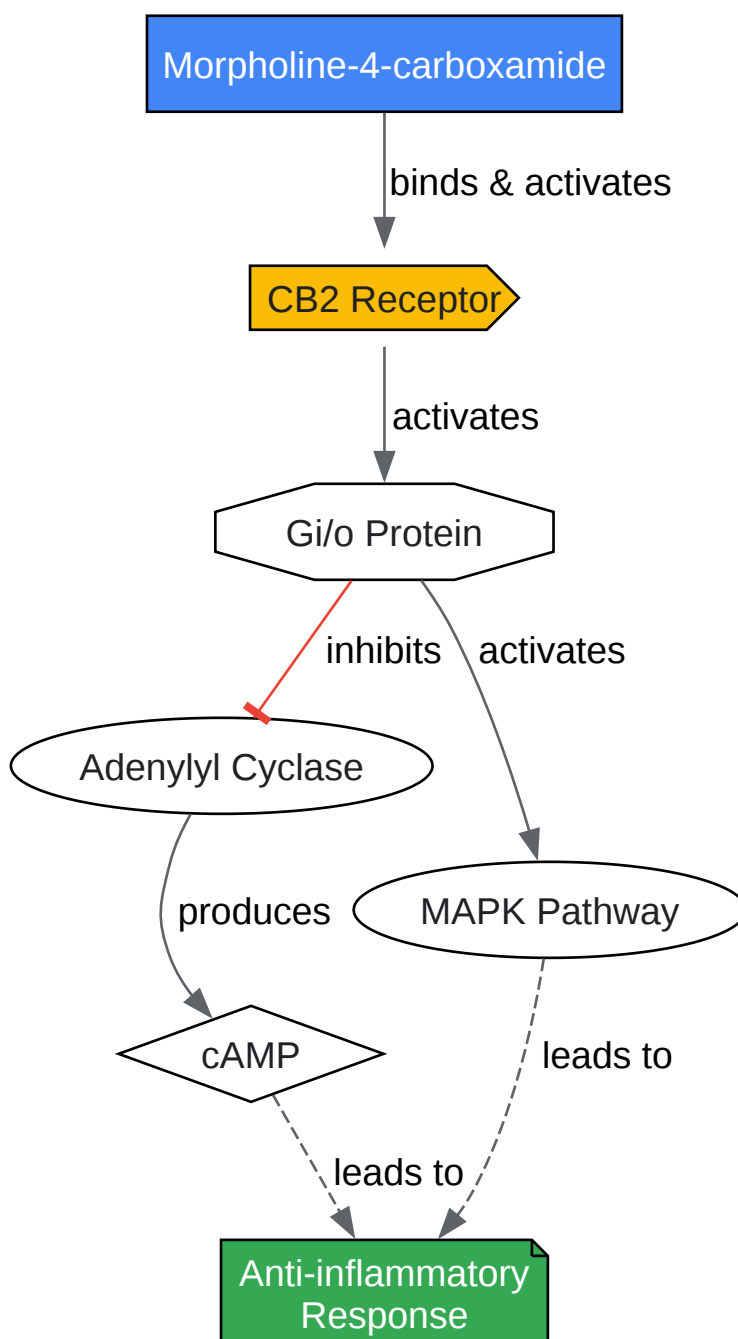 Morpholine-4-carboxamide
binds & activates
CB2 Receptor
activates
Gi/o Protein
inhibits
activates
Adenylyl Cyclase
produces
MAPK Pathway
cAMP
leads to
leads to
Anti-inflammatory
Response